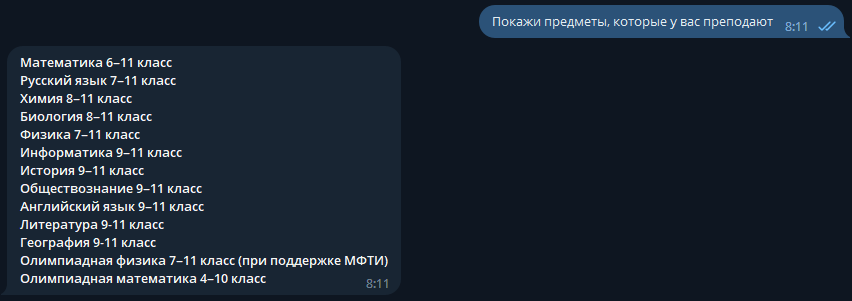 Покажи предметы, которые у вас преподают 8:11
Математика 6–11 класс
Русский язык 7–11 класс
Химия 8–11 класс
Биология 8–11 класс
Физика 7–11 класс
Информатика 9–11 класс
История 9–11 класс
Обществознание 9–11 класс
Английский язык 9–11 класс
Литература 9-11 класс
География 9-11 класс
Олимпиадная физика 7–11 класс (при поддержке МФТИ)
Олимпиадная математика 4–10 класс
8:11